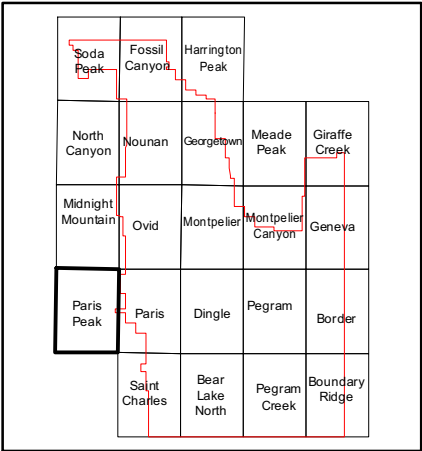 Soda
Peak
Fossil
Canyon
Harrington
Peak
North
Canyon
Nounan
Georgetown
Meade
Peak
Giraffe
Creek
Midnight
Mountain
Ovid
Montpelier
Montpelier
Canyon
Geneva
Paris
Peak
Paris
Dingle
Pegram
Border
Saint
Charles
Bear
Lake
North
Pegram
Creek
Boundary
Ridge